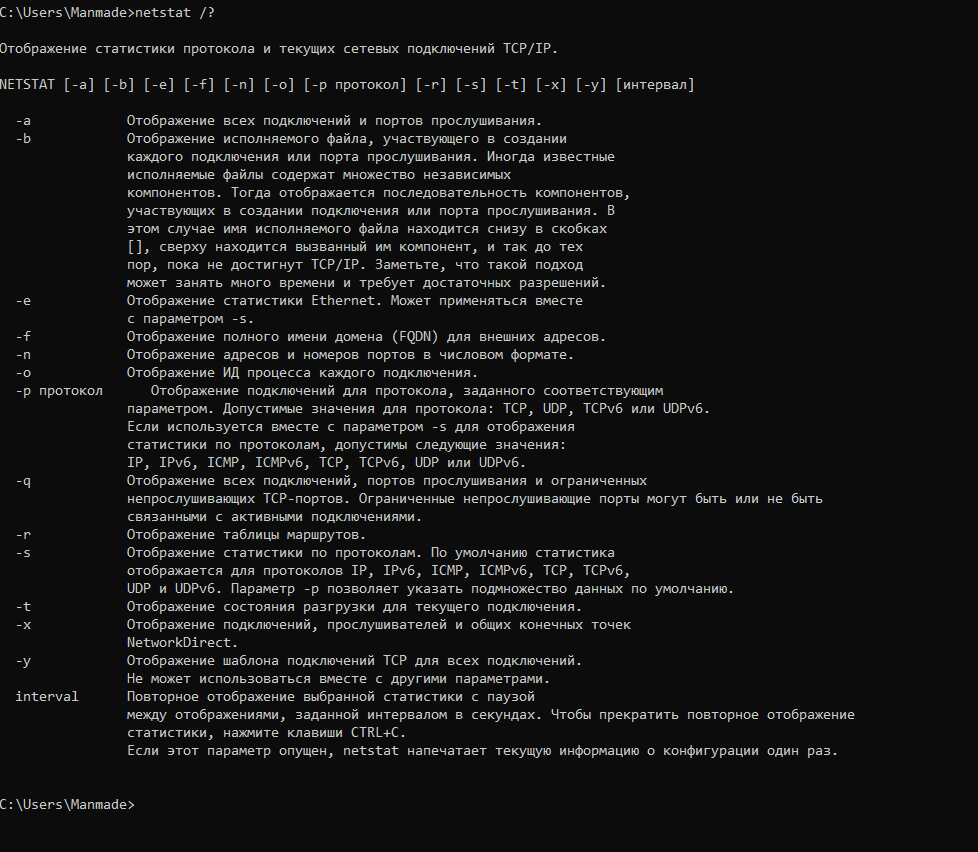 C:\Users\Manmade>netstat /?
Отображение статистики протокола и текущих сетевых подключений TCP/IP.
NETSTAT [-a] [-b] [-e] [-f] [-n] [-o] [-p протокол] [-r] [-s] [-t] [-x] [-y] [интервал]
-a Отображение всех подключений и портов прослушивания.
-b Отображение исполняемого файла, участвующего в создании
каждого подключения или порта прослушивания. Иногда известные
исполняемые файлы содержат множество независимых
компонентов. Тогда отображается последовательность компонентов,
участвующих в создании подключения или порта прослушивания. В
этом случае имя исполняемого файла находится снизу в скобках
[], сверху находится вызванный им компонент, и так до тех
пор, пока не достигнут TCP/IP. Заметьте, что такой подход
может занять много времени и требует достаточных разрешений.
-e Отображение статистики Ethernet. Может применяться вместе
с параметром -s.
-f Отображение полного имени домена (FQDN) для внешних адресов.
-n Отображение адресов и номеров портов в числовом формате.
-o Отображение ИД процесса каждого подключения.
-p протокол Отображение подключений для протокола, заданного соответствующим
параметром. Допустимые значения для протокола: TCP, UDP, TCPv6 или UDPv6.
Если используется вместе с параметром -s для отображения
статистики по протоколам, допустимы следующие значения:
IP, IPv6, ICMP, ICMPv6, TCP, TCPv6, UDP или UDPv6.
-q Отображение всех подключений, портов прослушивания и ограниченных
непрослушивающих TCP-портов. Ограниченные непрослушивающие порты могут быть или не быть
связанными с активными подключениями.
-r Отображение таблицы маршрутов.
-s Отображение статистики по протоколам. По умолчанию статистика
отображается для протоколов IP, IPv6, ICMP, ICMPv6, TCP, TCPv6,
UDP и UDPv6. Параметр -p позволяет указать подмножество данных по умолчанию.
-t Отображение состояния разгрузки для текущего подключения.
-x Отображение подключений, прослушивателей и общих конечных точек
NetworkDirect.
-y Отображение шаблона подключений TCP для всех подключений.
Не может использоваться вместе с другими параметрами.
interval Повторное отображение выбранной статистики с паузой
между отображениями, заданной интервалом в секундах. Чтобы прекратить повторное отображение
статистики, нажмите клавиши CTRL+C.
Если этот параметр опущен, netstat напечатает текущую информацию о конфигурации один раз.
C:\Users\Manmade>